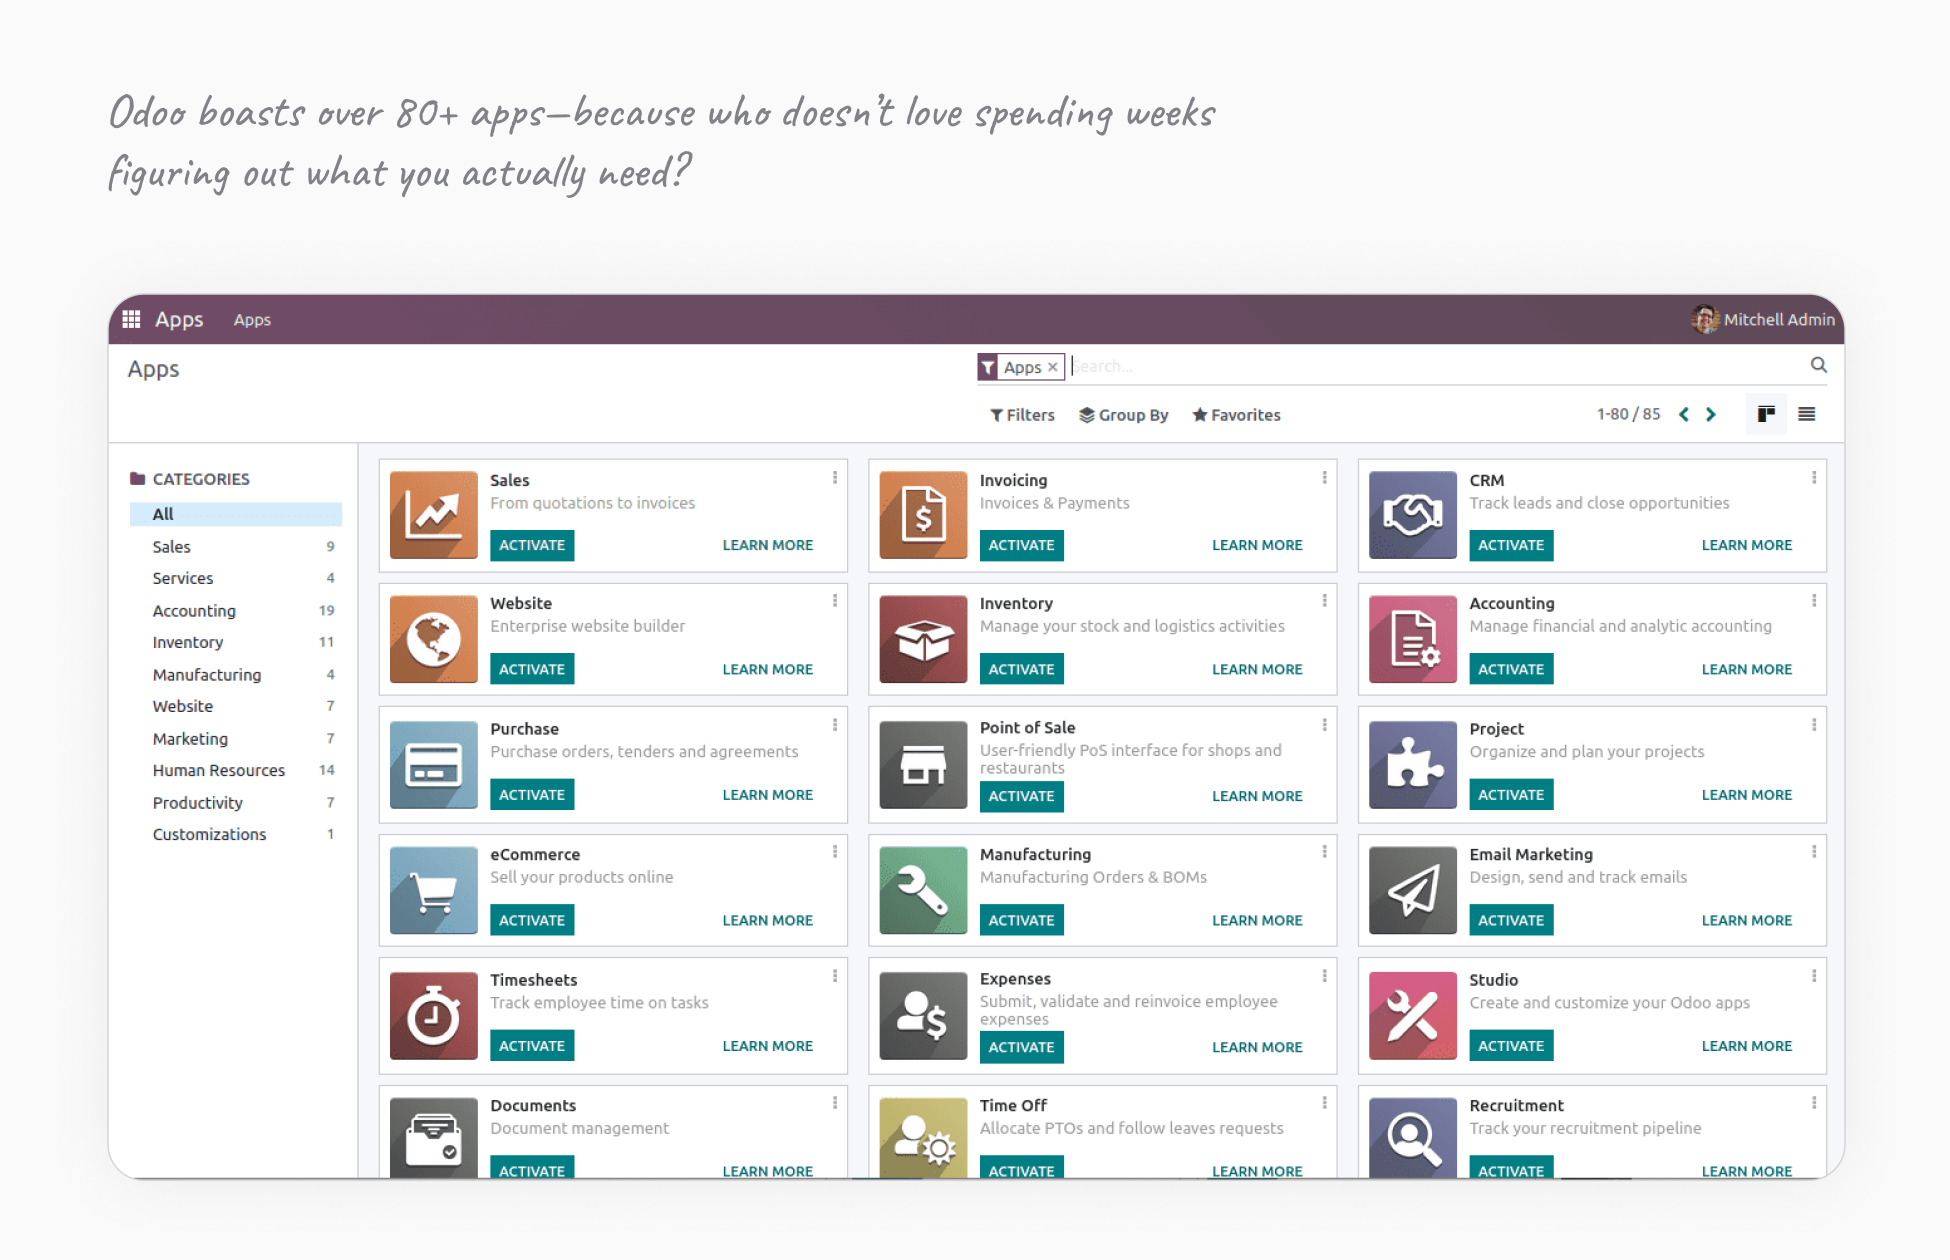 Odoo boasts over 80+ apps—because who doesn't love spending weeks
figuring out what you actually need?
Apps
Apps
Mitchell Admin
Apps
Apps ×
Search...
Filters
Group By
Favorites
1-80 / 85
CATEGORIES
All
Sales 9
Services 4
Accounting 19
Inventory 11
Manufacturing 4
Website 7
Marketing 7
Human Resources 14
Productivity 7
Customizations 1
Sales
From quotations to invoices
ACTIVATE
LEARN MORE
Invoicing
Invoices & Payments
ACTIVATE
LEARN MORE
CRM
Track leads and close opportunities
ACTIVATE
LEARN MORE
Website
Enterprise website builder
ACTIVATE
LEARN MORE
Inventory
Manage your stock and logistics activities
ACTIVATE
LEARN MORE
Accounting
Manage financial and analytic accounting
ACTIVATE
LEARN MORE
Purchase
Purchase orders, tenders and agreements
ACTIVATE
LEARN MORE
Point of Sale
User-friendly PoS interface for shops and
restaurants
ACTIVATE
LEARN MORE
Project
Organize and plan your projects
ACTIVATE
LEARN MORE
eCommerce
Sell your products online
ACTIVATE
LEARN MORE
Manufacturing
Manufacturing Orders & BOMs
ACTIVATE
LEARN MORE
Email Marketing
Design, send and track emails
ACTIVATE
LEARN MORE
Timesheets
Track employee time on tasks
ACTIVATE
LEARN MORE
Expenses
Submit, validate and reinvoice employee
expenses
ACTIVATE
LEARN MORE
Studio
Create and customize your Odoo apps
ACTIVATE
LEARN MORE
Documents
Document management
ACTIVATE
LEARN MORE
Time Off
Allocate PTOs and follow leaves requests
ACTIVATE
LEARN MORE
Recruitment
Track your recruitment pipeline
ACTIVATE
LEARN MORE